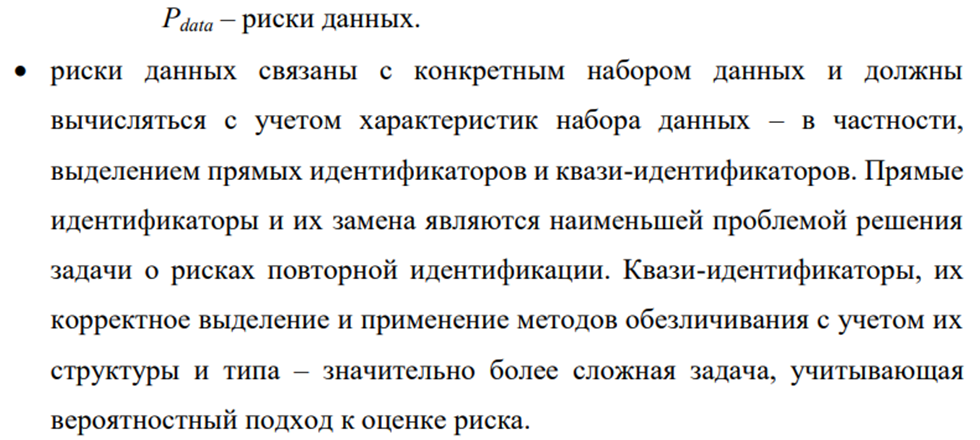 P_data – риски данных.
• риски данных связаны с конкретным набором данных и должны
вычисляться с учетом характеристик набора данных – в частности,
выделением прямых идентификаторов и квази-идентификаторов. Прямые
идентификаторы и их замена являются наименьшей проблемой решения
задачи о рисках повторной идентификации. Квази-идентификаторы, их
корректное выделение и применение методов обезличивания с учетом их
структуры и типа – значительно более сложная задача, учитывающая
вероятностный подход к оценке риска.